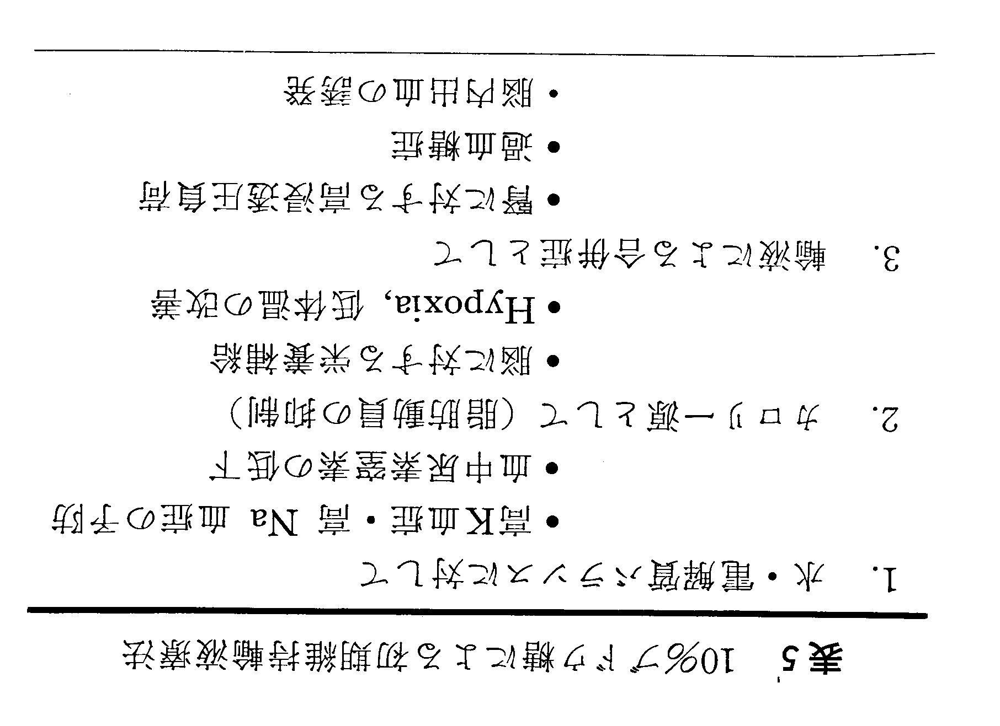 表5 10%ブドウ糖による初期維持輸液療法
1. 水・電解質バランスに対して
●高K血症・高 Na 血症の予防
●血中尿素窒素の低下
2. カロリー源として(脂肪動員の抑制)
●脳に対する栄養補給
●Hypoxia, 低体温の改善
3. 輸液による合併症として
●腎に対する高浸透圧負荷
●過血糖症
•脳内出血の誘発